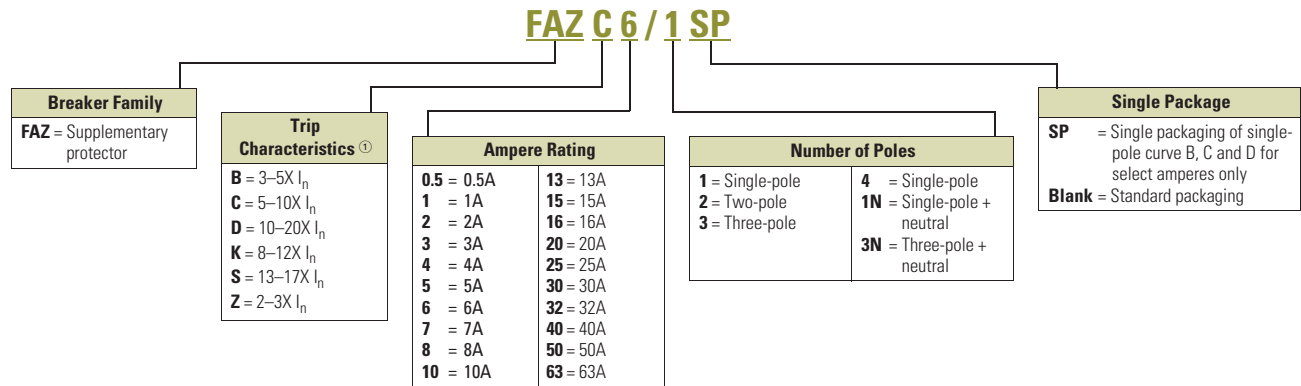 FAZ C 6 / 1 SP
Breaker Family
FAZ = Supplementary
protector
Trip
Characteristics ①
B = 3–5X In
C = 5–10X In
D = 10–20X In
K = 8–12X In
S = 13–17X In
Z = 2–3X In
Ampere Rating
0.5 = 0.5A
1 = 1A
2 = 2A
3 = 3A
4 = 4A
5 = 5A
6 = 6A
7 = 7A
8 = 8A
10 = 10A
13 = 13A
15 = 15A
16 = 16A
20 = 20A
25 = 25A
30 = 30A
32 = 32A
40 = 40A
50 = 50A
63 = 63A
Number of Poles
1 = Single-pole
2 = Two-pole
3 = Three-pole
4 = Single-pole
1N = Single-pole +
neutral
3N = Three-pole +
neutral
Single Package
SP = Single packaging of single-
pole curve B, C and D for
select amperes only
Blank = Standard packaging